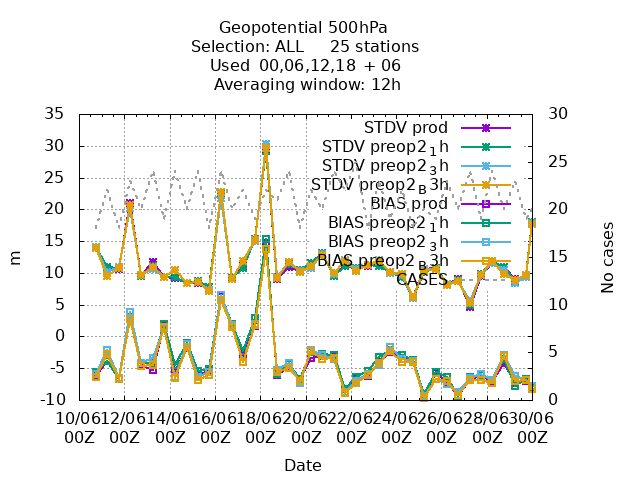 Geopotential 500hPa
Selection: ALL 25 stations
Used 00,06,12,18 + 06
Averaging window: 12h
35 30 25 20 15 10 5 0 -5 -10
30 25 20 15 10 5 0
m
No cases
STDV prod
STDV preop2_1h
STDV preop2_3h
STDV preop2_B3h
BIAS prod
BIAS preop2_1h
BIAS preop2_3h
BIAS preop2_B3h
CASES
10/06 12/06 14/06 16/06 18/06 20/06 22/06 24/06 26/06 28/06 30/06
00Z 00Z 00Z 00Z 00Z 00Z 00Z 00Z 00Z 00Z 00Z
Date